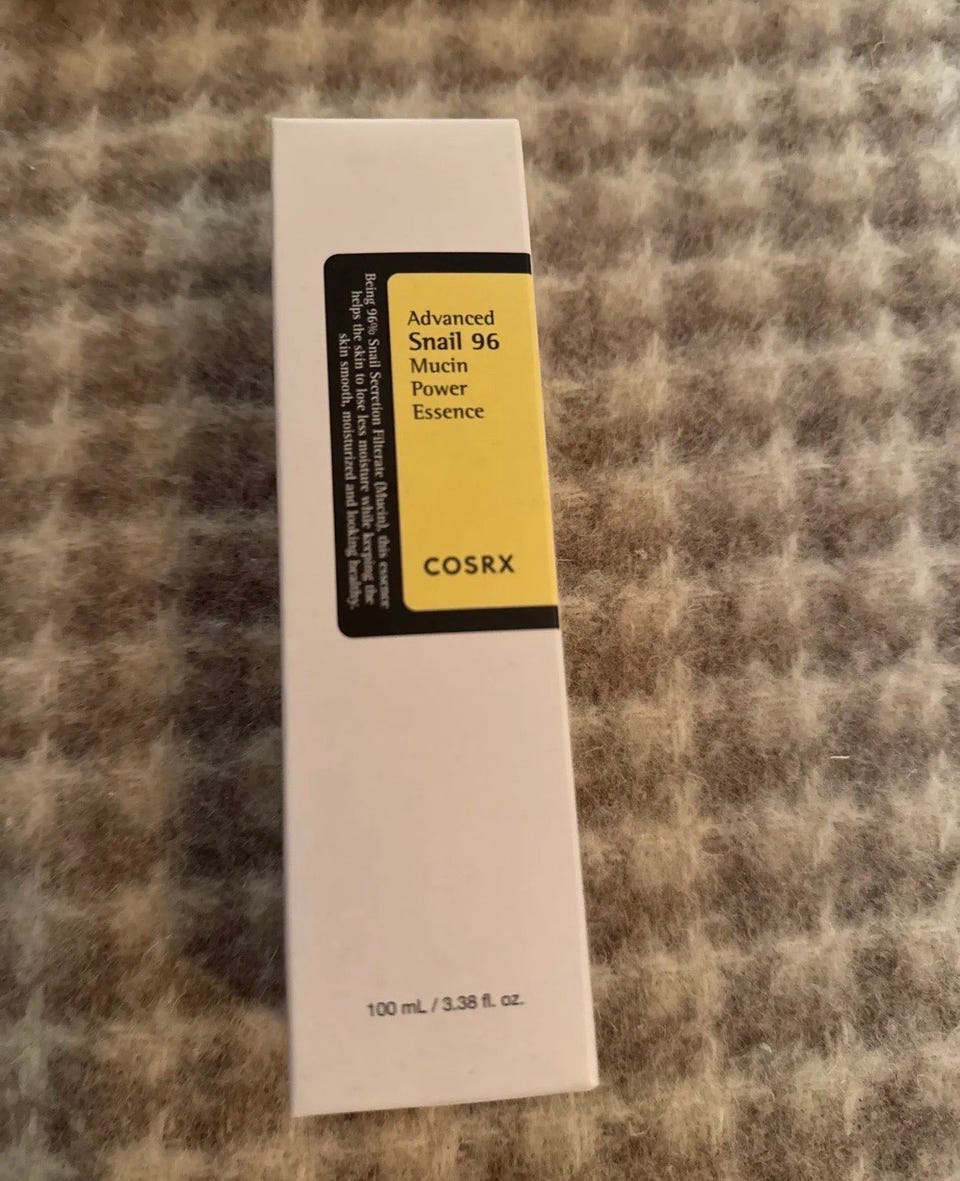 Advanced
Snail 96
Mucin
Power
Essence
COSRX
Being 96% Snail Secretion Filterate (Mucin), this essence
helps the skin to lose less moisture while keeping the
skin smooth, moisturized and looking healthy.
100 mL / 3.38 fl. oz.